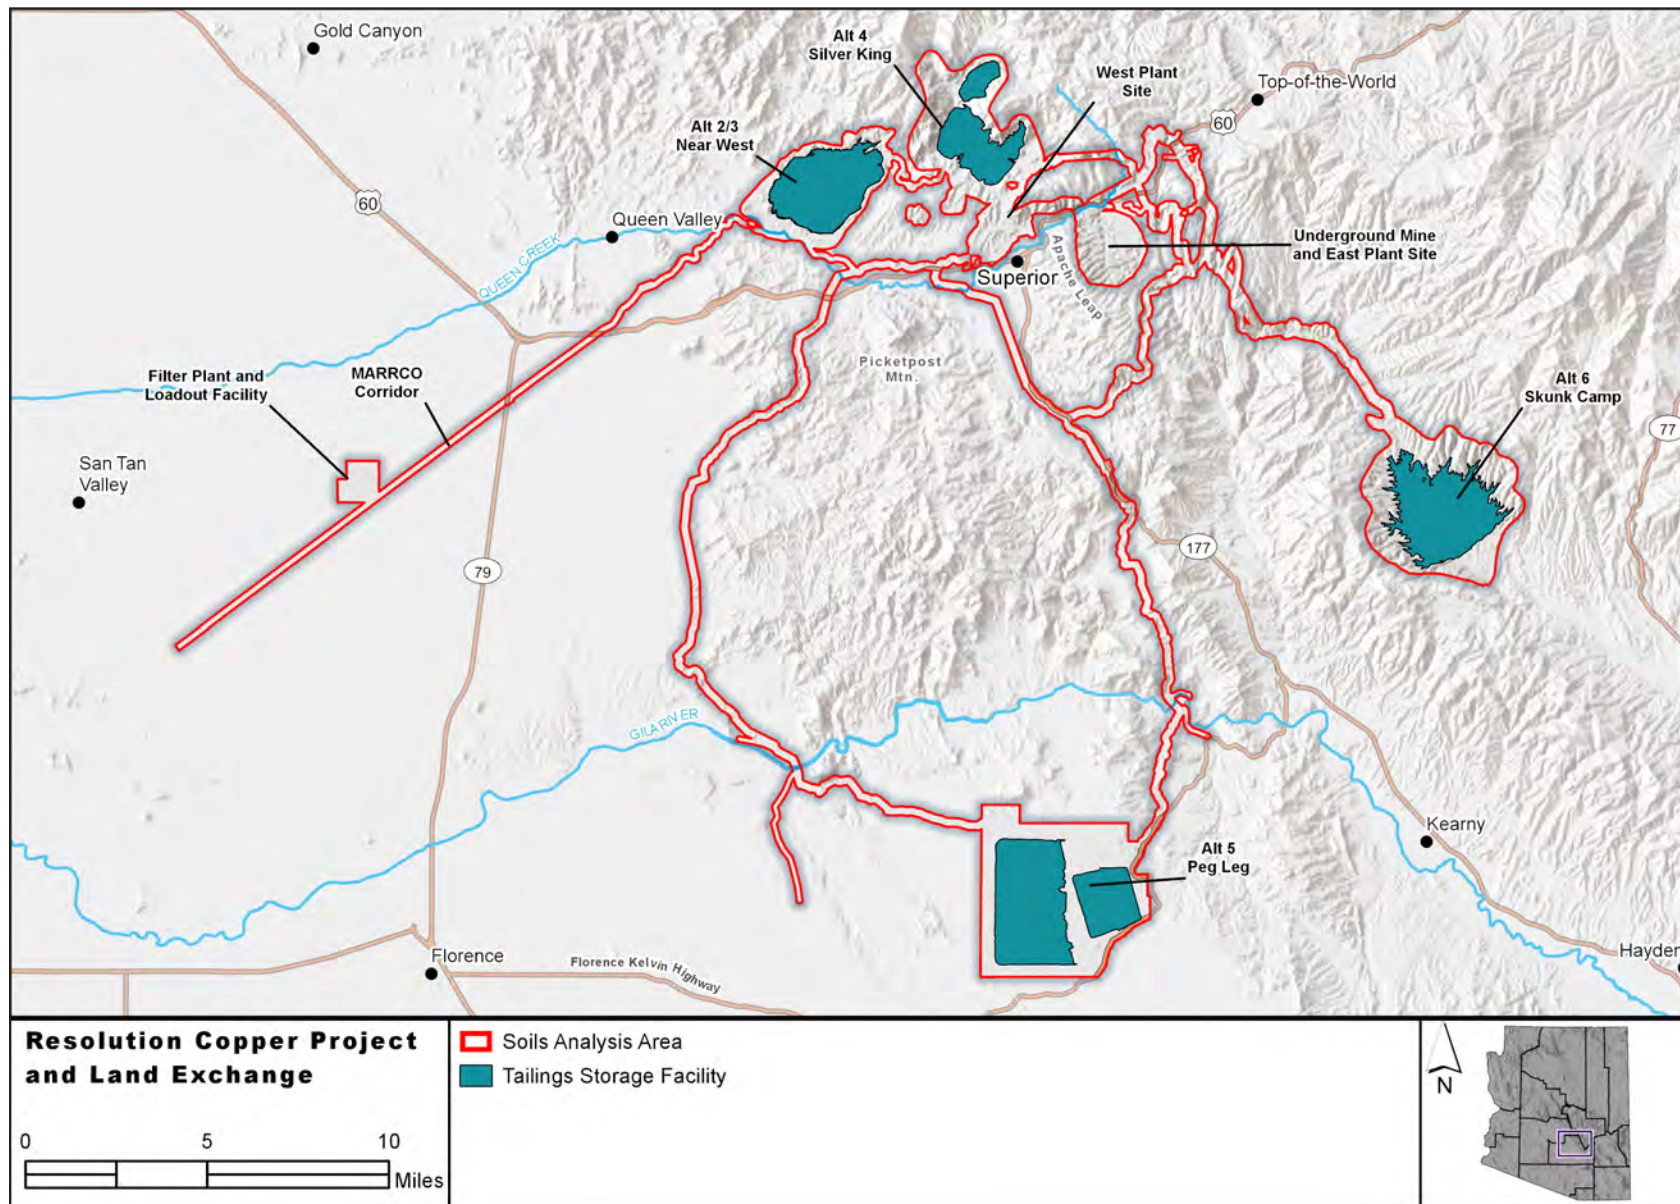 Gold Canyon
Alt 4
Silver King
West Plant
Site
Top-of-the-World
60
Alt 2/3
Near West
60
Queen Valley
QUEEN CREEK
Superior
Apache Leap
Underground Mine
and East Plant Site
Picketpost
Mtn.
Filter Plant and
Loadout Facility
MARRCO
Corridor
Alt 6
Skunk Camp
77
San Tan
Valley
79
177
GILA RIVER
Kearny
Alt 5
Peg Leg
Florence
Florence Kelvin Highway
Hayden
Resolution Copper Project
and Land Exchange
0 5 10
Miles
Soils Analysis Area
Tailings Storage Facility
N